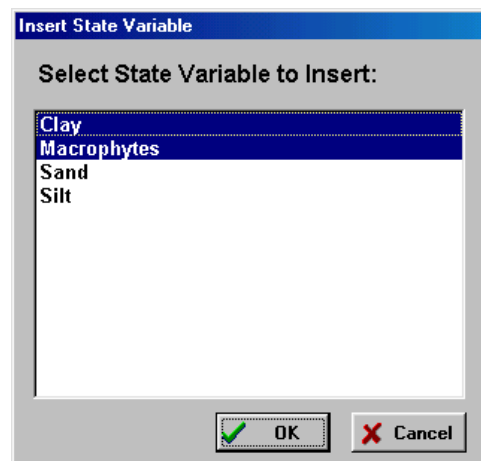 Insert State Variable
Select State Variable to Insert:
Clay
Macrophytes
Sand
Silt
OK
Cancel